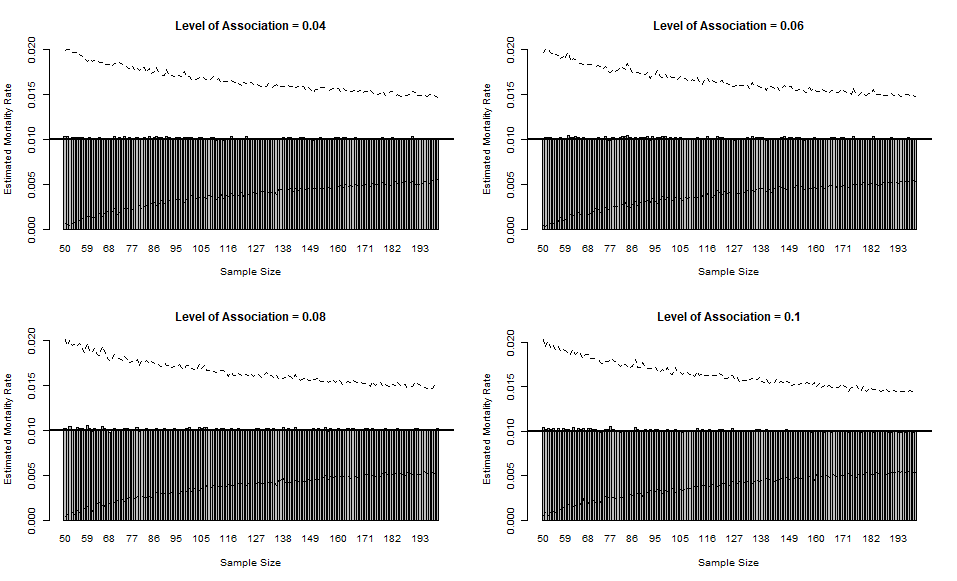 Level of Association = 0.04
Estimated Mortality Rate
0.020
0.015
0.010
0.005
0.000
50 59 68 77 86 95 105 116 127 138 149 160 171 182 193
Sample Size
Level of Association = 0.06
Estimated Mortality Rate
0.020
0.015
0.010
0.005
0.000
50 59 68 77 86 95 105 116 127 138 149 160 171 182 193
Sample Size
Level of Association = 0.08
Estimated Mortality Rate
0.020
0.015
0.010
0.005
0.000
50 59 68 77 86 95 105 116 127 138 149 160 171 182 193
Sample Size
Level of Association = 0.1
Estimated Mortality Rate
0.020
0.015
0.010
0.005
0.000
50 59 68 77 86 95 105 116 127 138 149 160 171 182 193
Sample Size